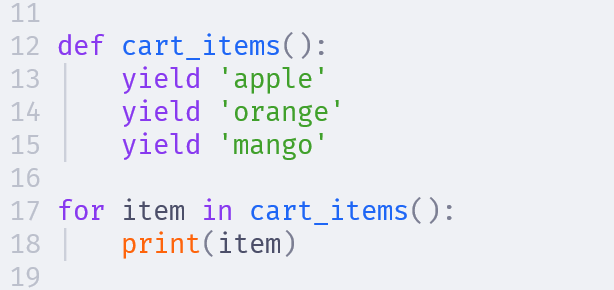 11
12 def cart_items():
13     yield 'apple'
14     yield 'orange'
15     yield 'mango'
16
17 for item in cart_items():
18     print(item)
19